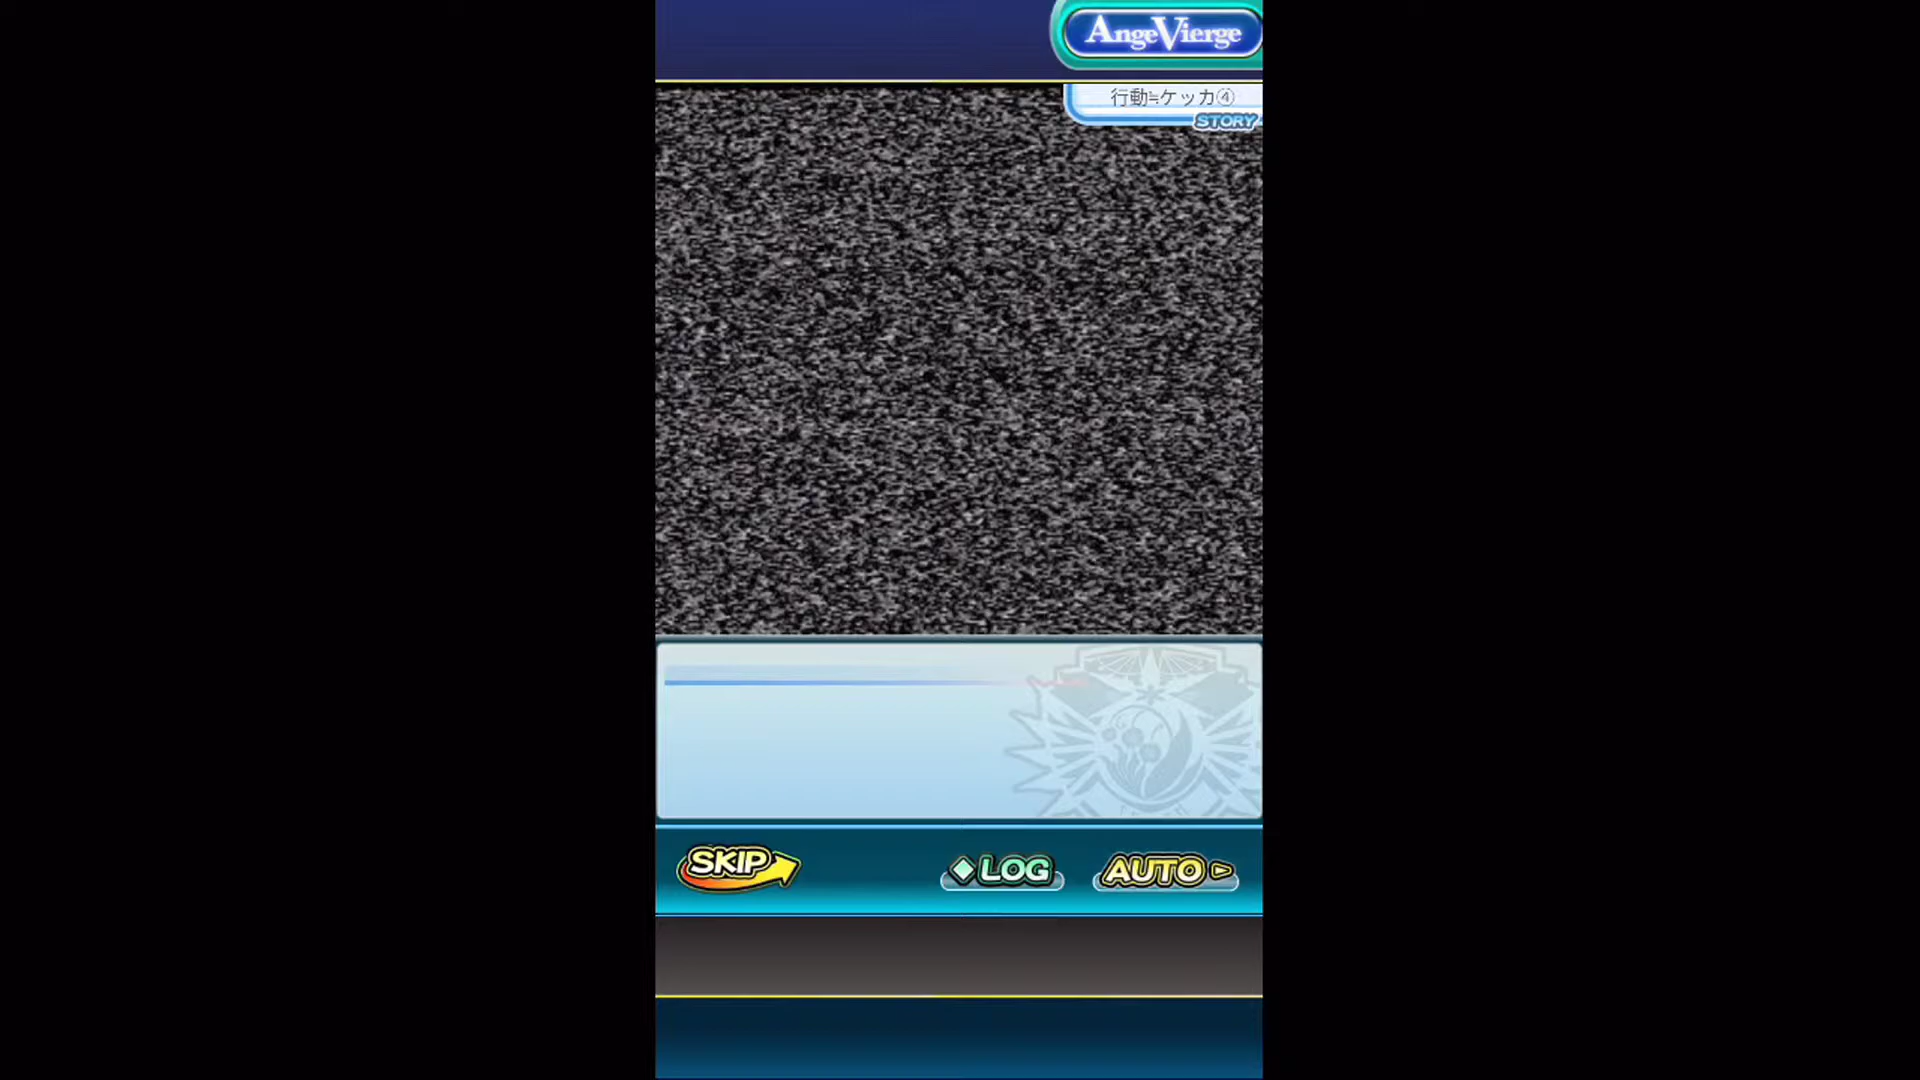 AngeVierge
行動≒ケッカ④
STORY
SKIP
LOG
AUTO